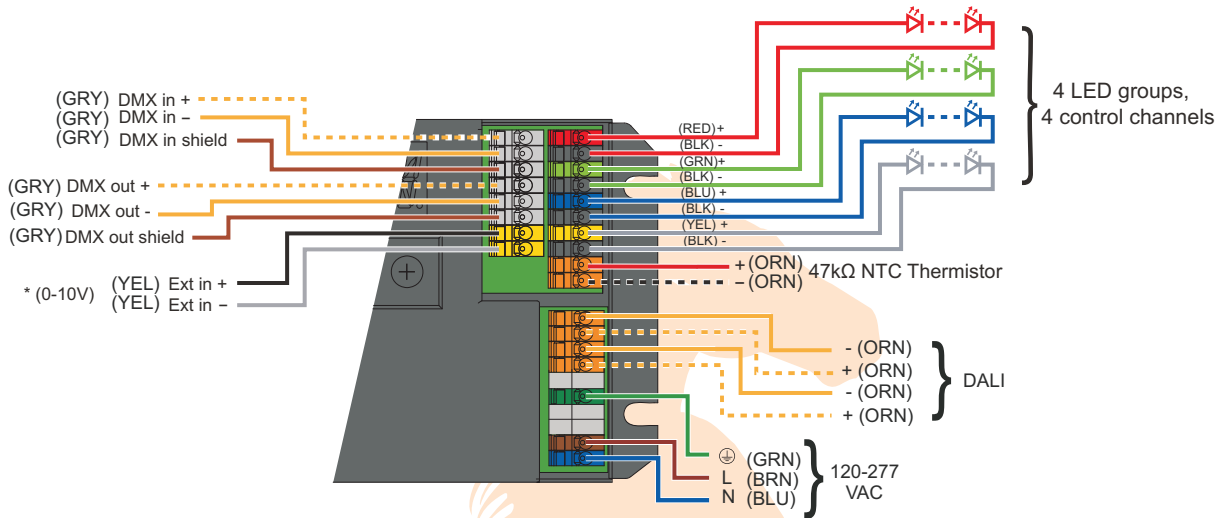 (GRY) DMX in +
(GRY) DMX in –
(GRY) DMX in shield
(GRY) DMX out +
(GRY) DMX out -
(GRY) DMX out shield
* (0-10V)
(YEL) Ext in +
(YEL) Ext in –
(RED)+
(BLK) -
(GRN)+
(BLK) -
(BLU) +
(BLK) -
(YEL) +
(BLK) -
4 LED groups,
4 control channels
+ (ORN)
– (ORN)
47kΩ NTC Thermistor
- (ORN)
+ (ORN)
- (ORN)
+ (ORN)
DALI
(GRN)
L (BRN)
N (BLU)
120-277
VAC